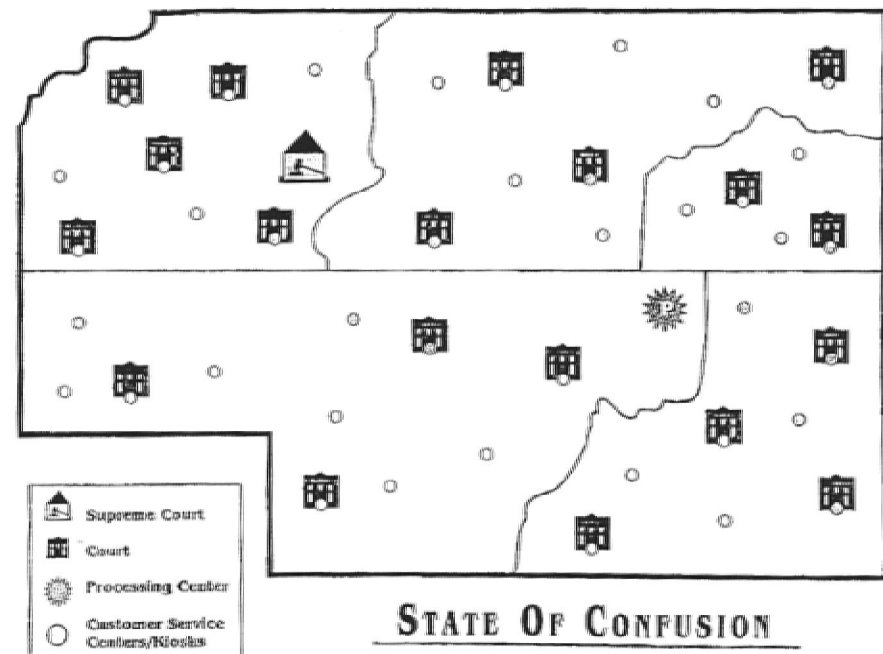 P
Supreme Court
Court
Processing Center
Customer Service
Centers/Kiosks
STATE OF CONFUSION